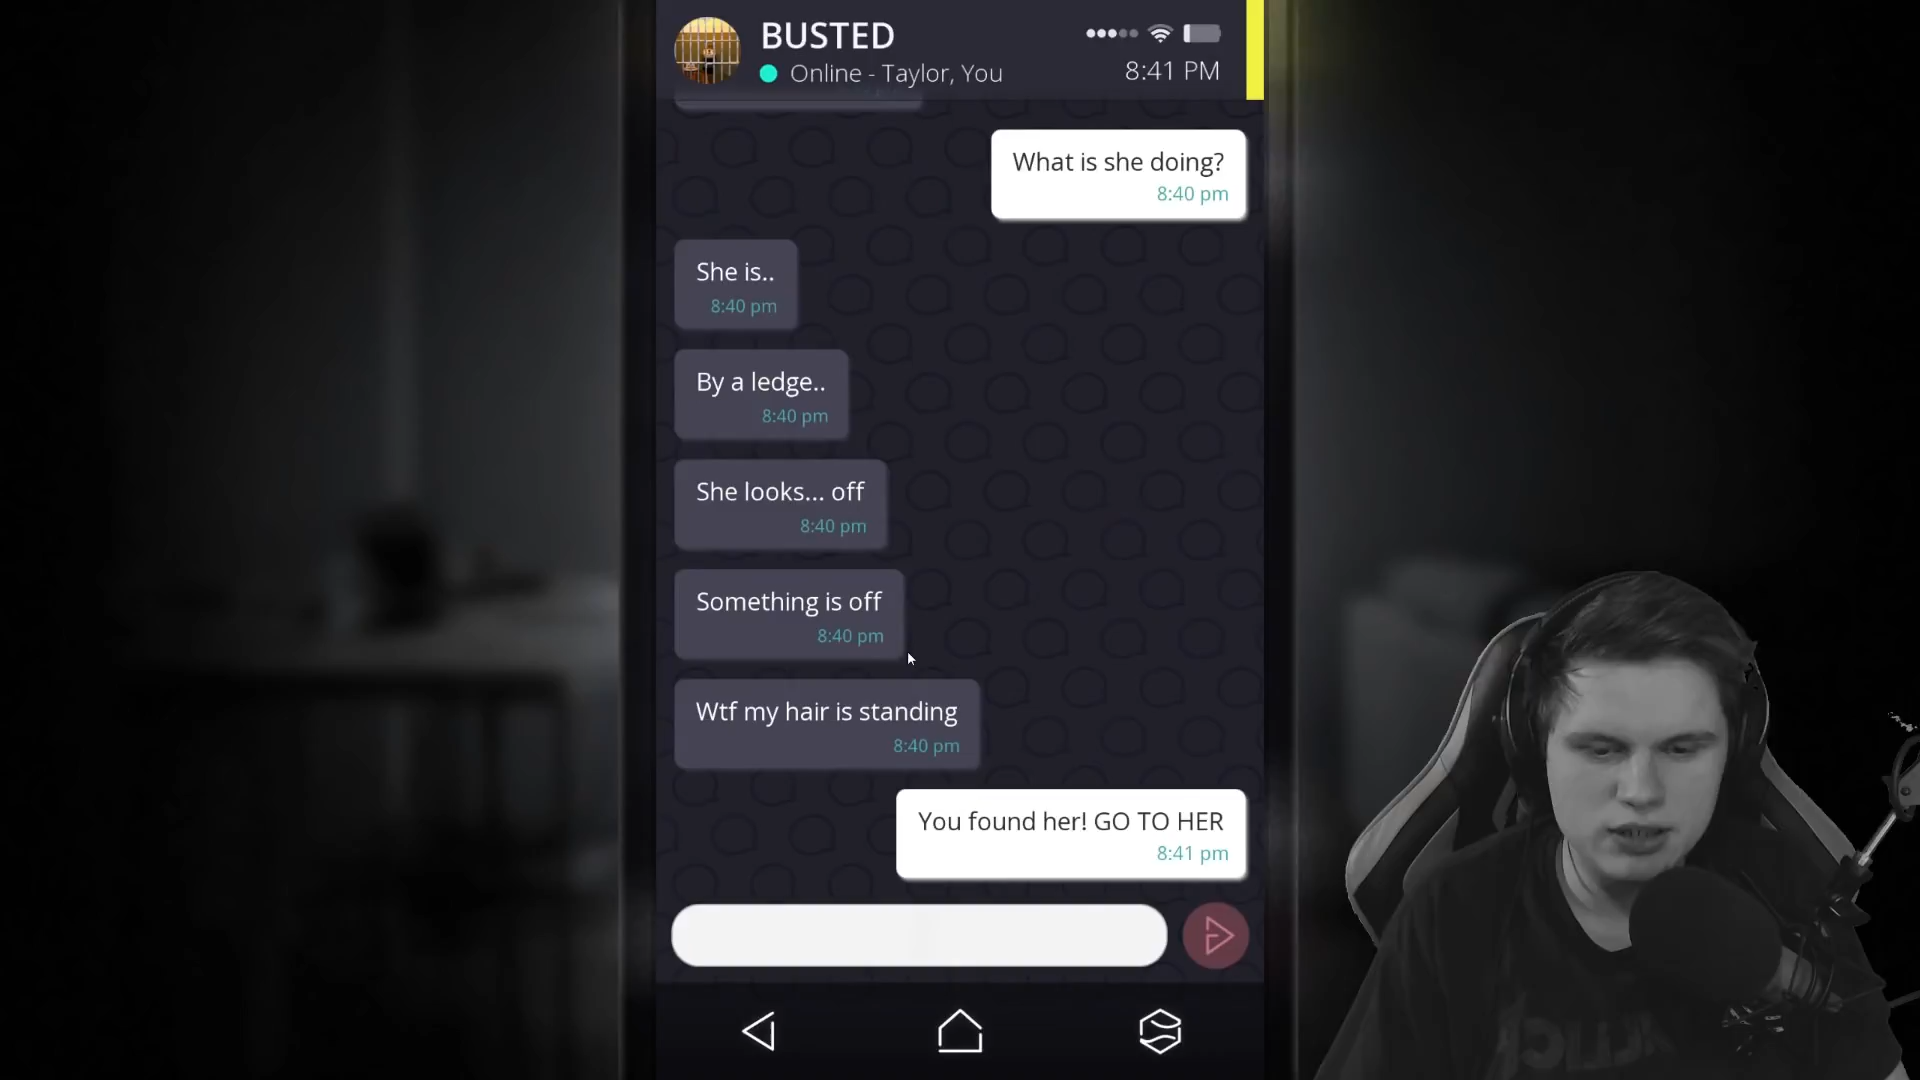 BUSTED
Online - Taylor, You
8:41 PM
What is she doing?
8:40 pm
She is..
8:40 pm
By a ledge..
8:40 pm
She looks... off
8:40 pm
Something is off
8:40 pm
Wtf my hair is standing
8:40 pm
You found her! GO TO HER
8:41 pm